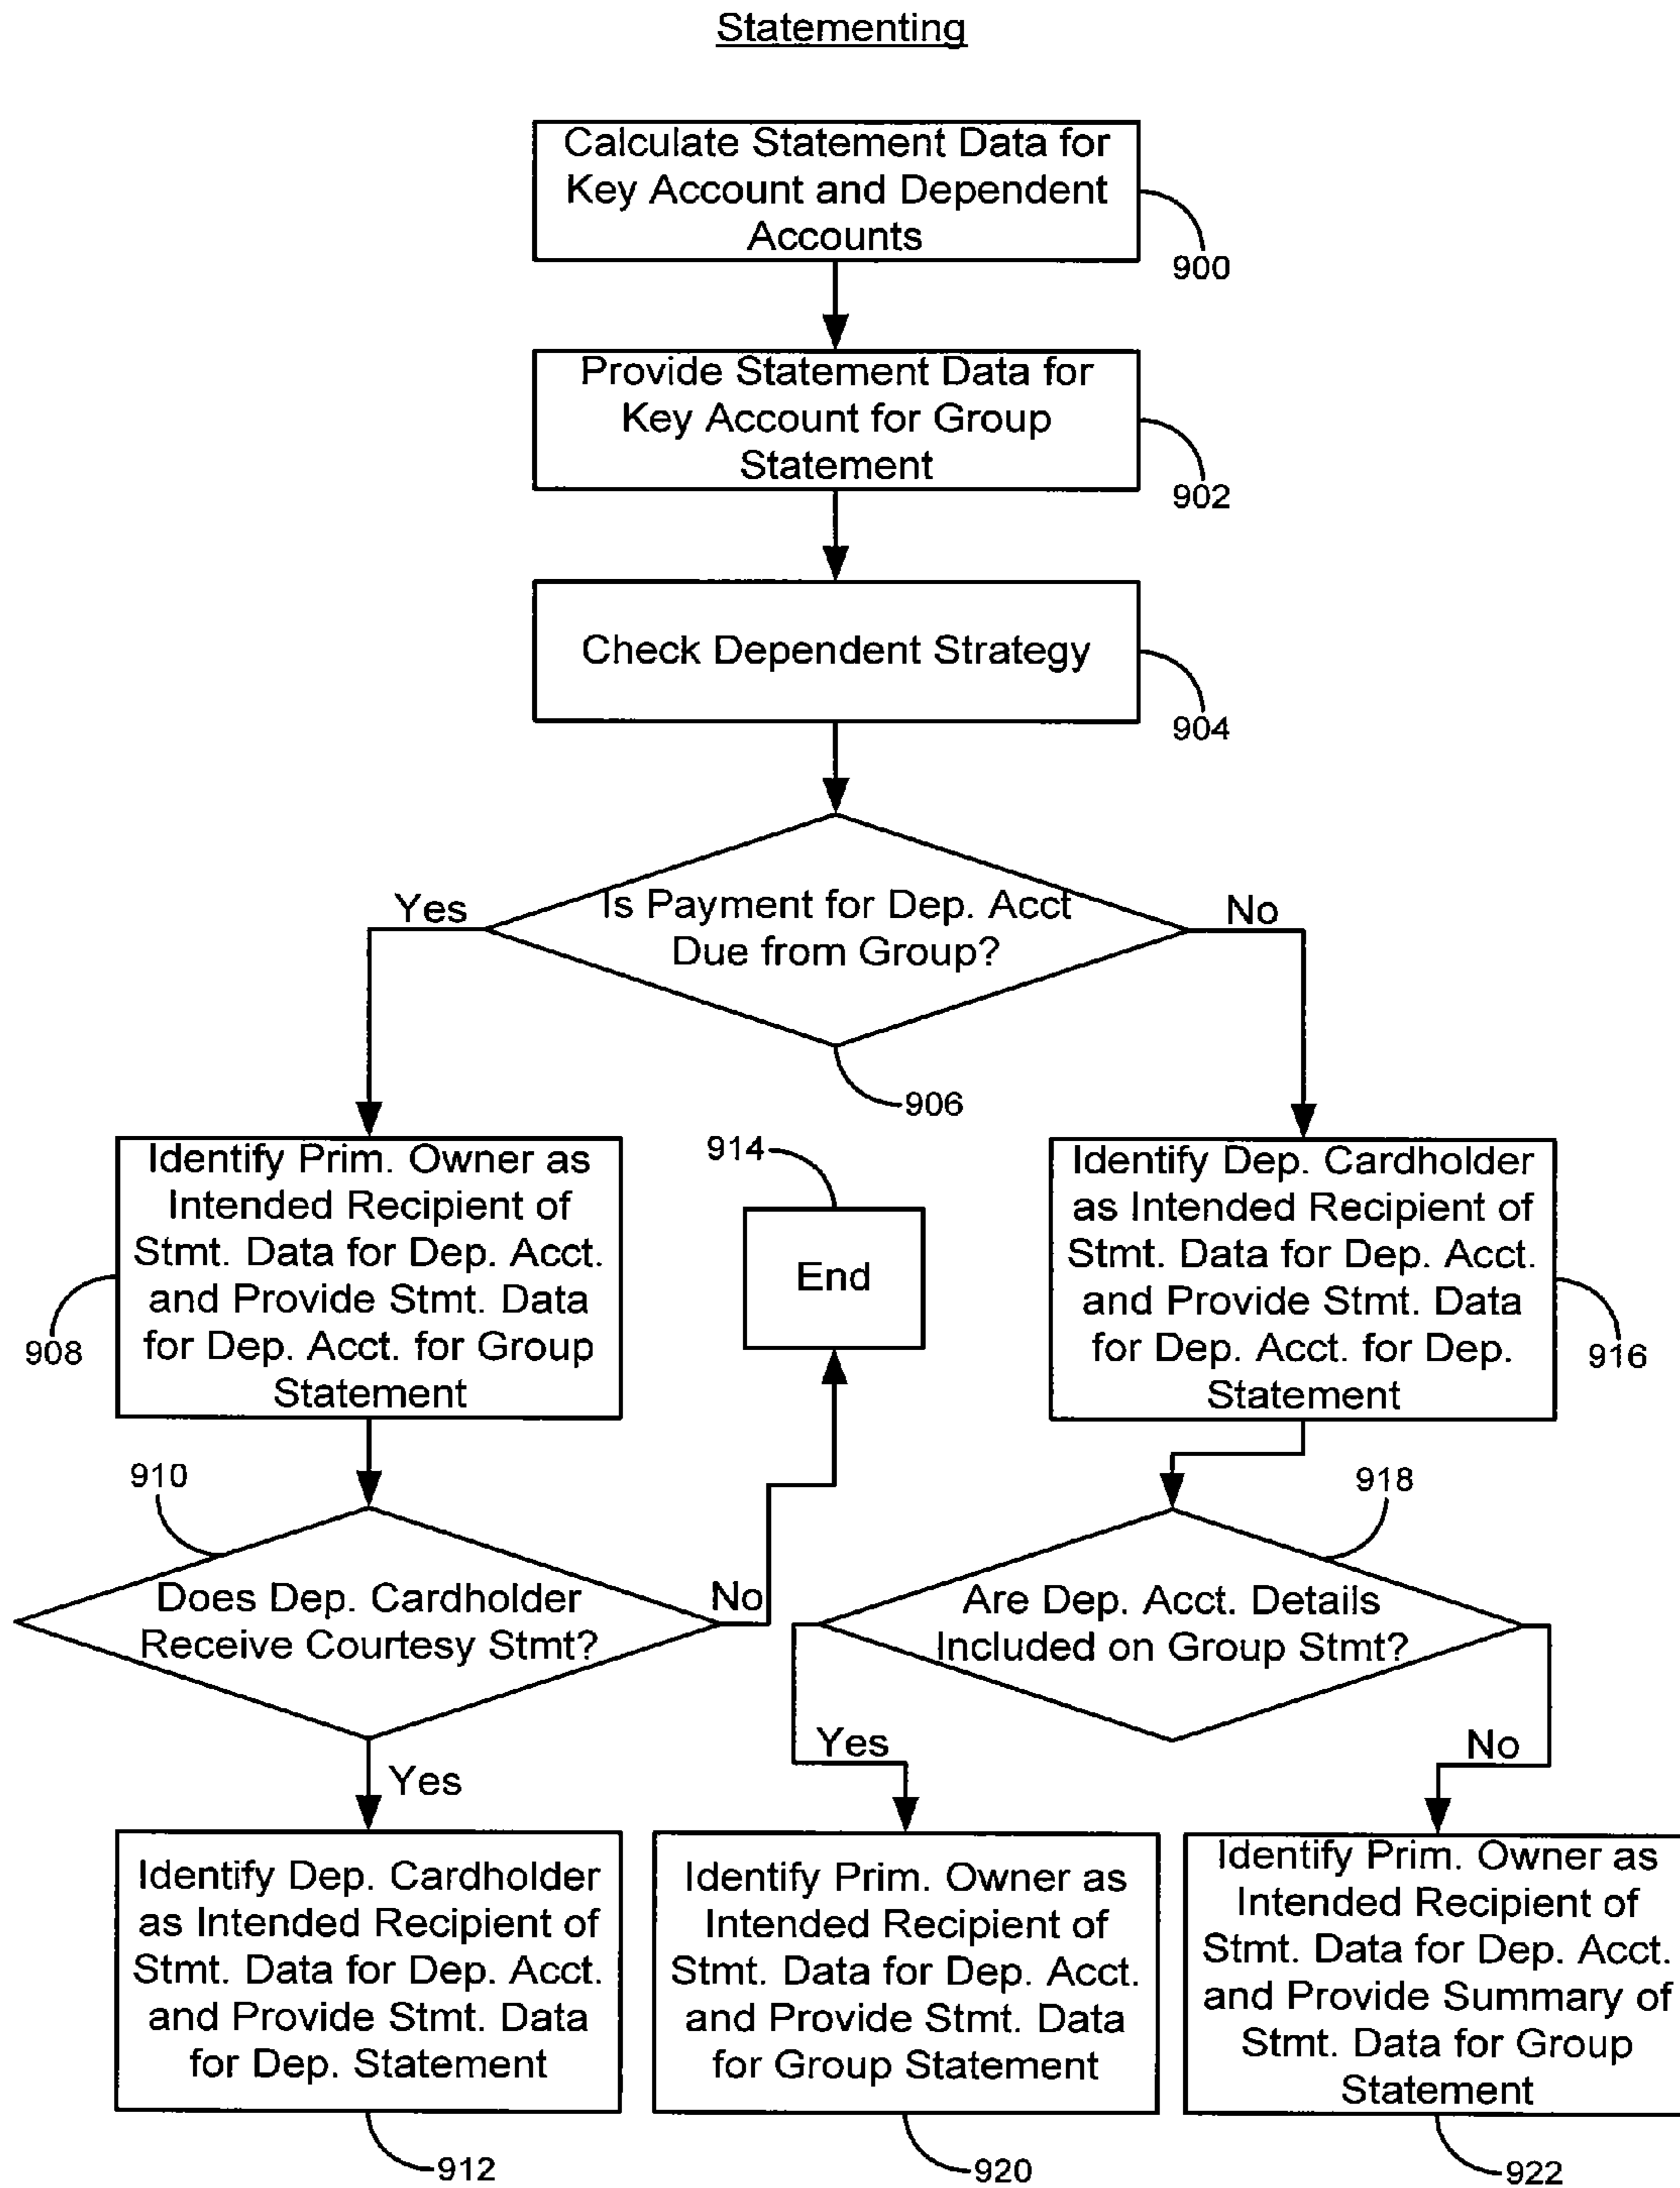 Statementing
Calculate Statement Data for
Key Account and Dependent
Accounts
900
Provide Statement Data for
Key Account for Group
Statement
902
Check Dependent Strategy
904
Is Payment for Dep. Acct
Due from Group?
Yes
No
906
Identify Prim. Owner as
Intended Recipient of
Stmt. Data for Dep. Acct.
and Provide Stmt. Data
for Dep. Acct. for Group
Statement
908
914
End
Identify Dep. Cardholder
as Intended Recipient of
Stmt. Data for Dep. Acct.
and Provide Stmt. Data
for Dep. Acct. for Dep.
Statement
916
910
Does Dep. Cardholder
Receive Courtesy Stmt?
No
Yes
918
Are Dep. Acct. Details
Included on Group Stmt?
Yes
No
Identify Dep. Cardholder
as Intended Recipient of
Stmt. Data for Dep. Acct.
and Provide Stmt. Data
for Dep. Statement
912
Identify Prim. Owner as
Intended Recipient of
Stmt. Data for Dep. Acct.
and Provide Stmt. Data
for Group Statement
920
Identify Prim. Owner as
Intended Recipient of
Stmt. Data for Dep. Acct.
and Provide Summary of
Stmt. Data for Group
Statement
922